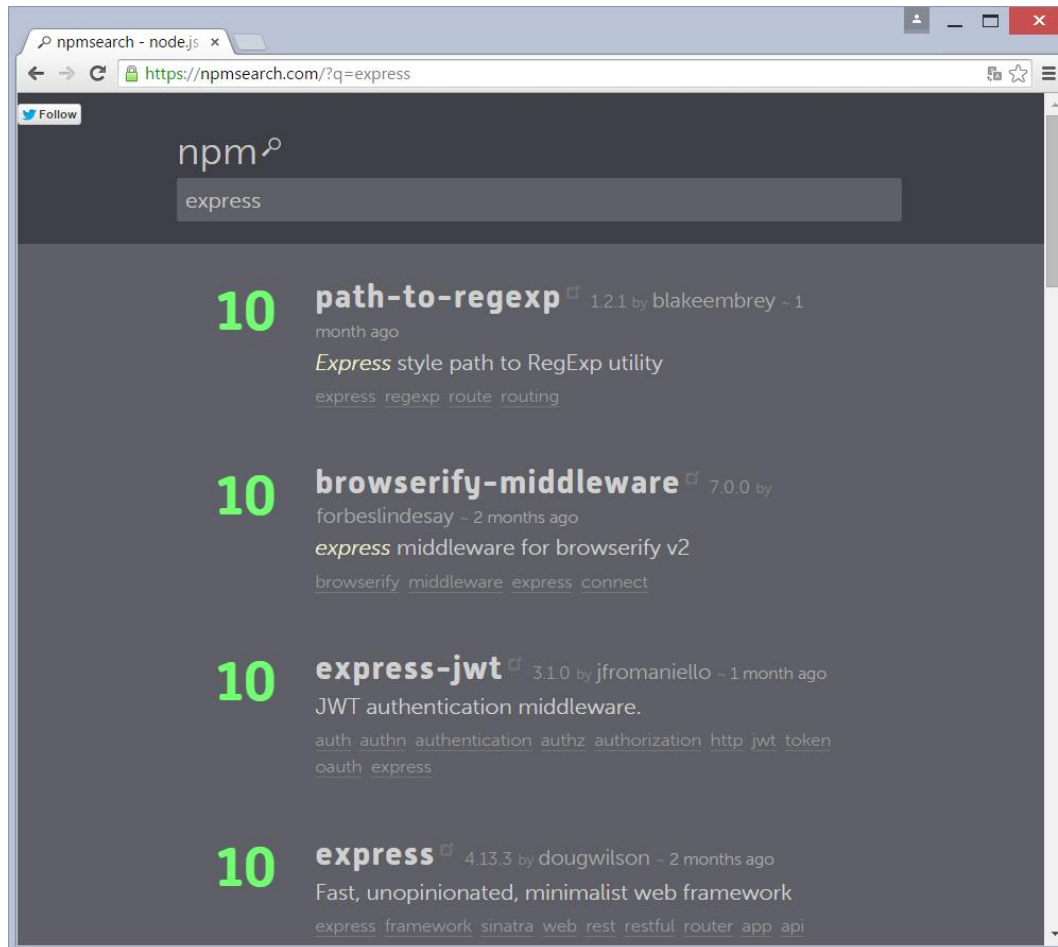 npmsearch - node.js
https://npmsearch.com/?q=express
Follow
npm
express
10
path-to-regexp 1.2.1 by blakeembrey ~ 1
month ago
Express style path to RegExp utility
express regexp route routing
10
browserify-middleware 7.0.0 by
forbeslindesay ~ 2 months ago
express middleware for browserify v2
browserify middleware express connect
10
express-jwt 3.1.0 by jfromaniello ~ 1 month ago
JWT authentication middleware.
auth authn authentication authz authorization http jwt token
oauth express
10
express 4.13.3 by dougwilson ~ 2 months ago
Fast, unopinionated, minimalist web framework
express framework sinatra web rest restful router app api